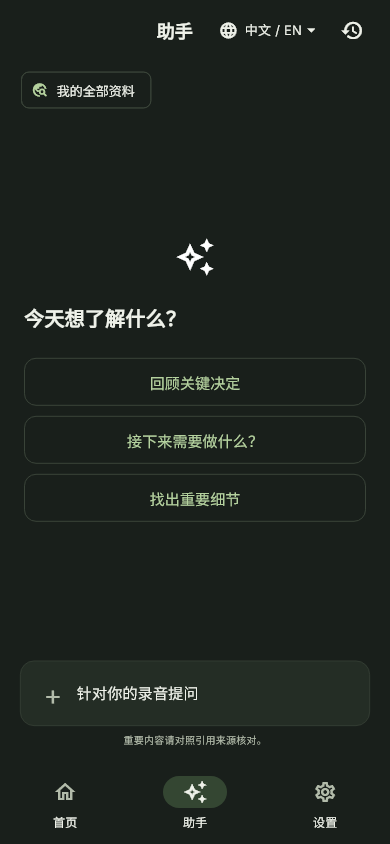 助手
中文 / EN
我的全部资料
今天想了解什么？
回顾关键决定
接下来需要做什么？
找出重要细节
针对你的录音提问
重要内容请对照引用来源核对。
首页
助手
设置